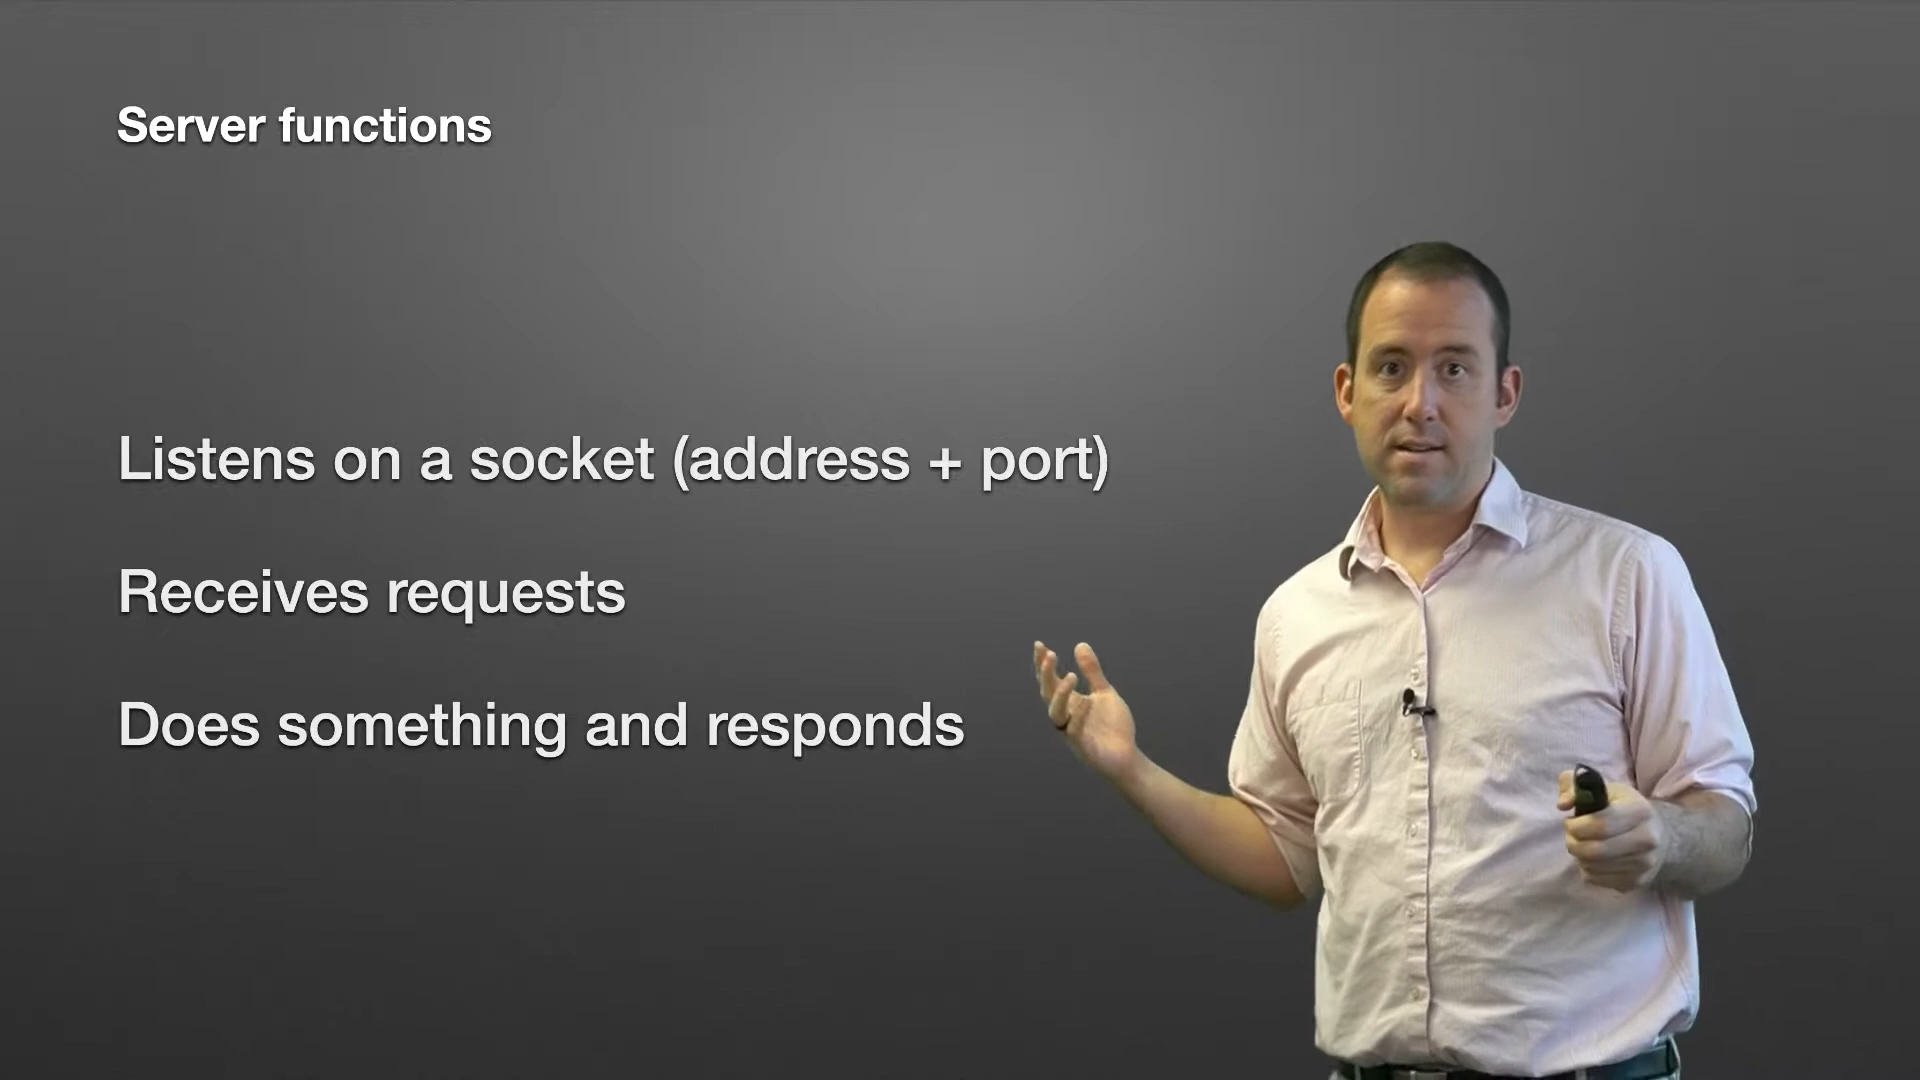 Server functions
Listens on a socket (address + port)
Receives requests
Does something and responds